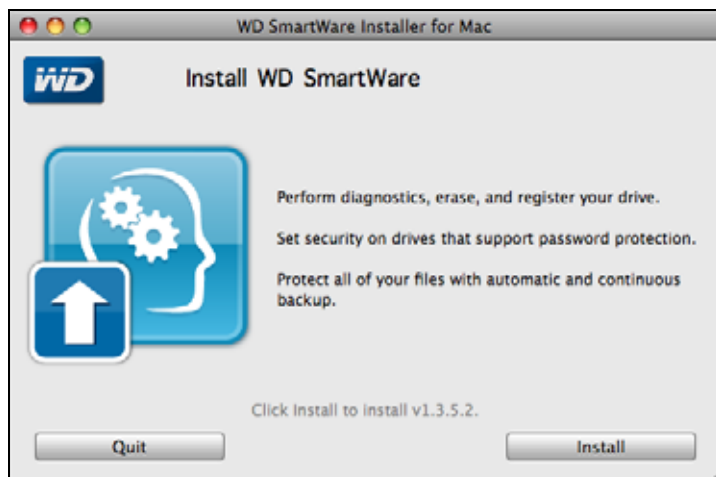 WD SmartWare Installer for Mac
WD
Install WD SmartWare
Perform diagnostics, erase, and register your drive.
Set security on drives that support password protection.
Protect all of your files with automatic and continuous
backup.
Click Install to install v1.3.5.2.
Quit
Install